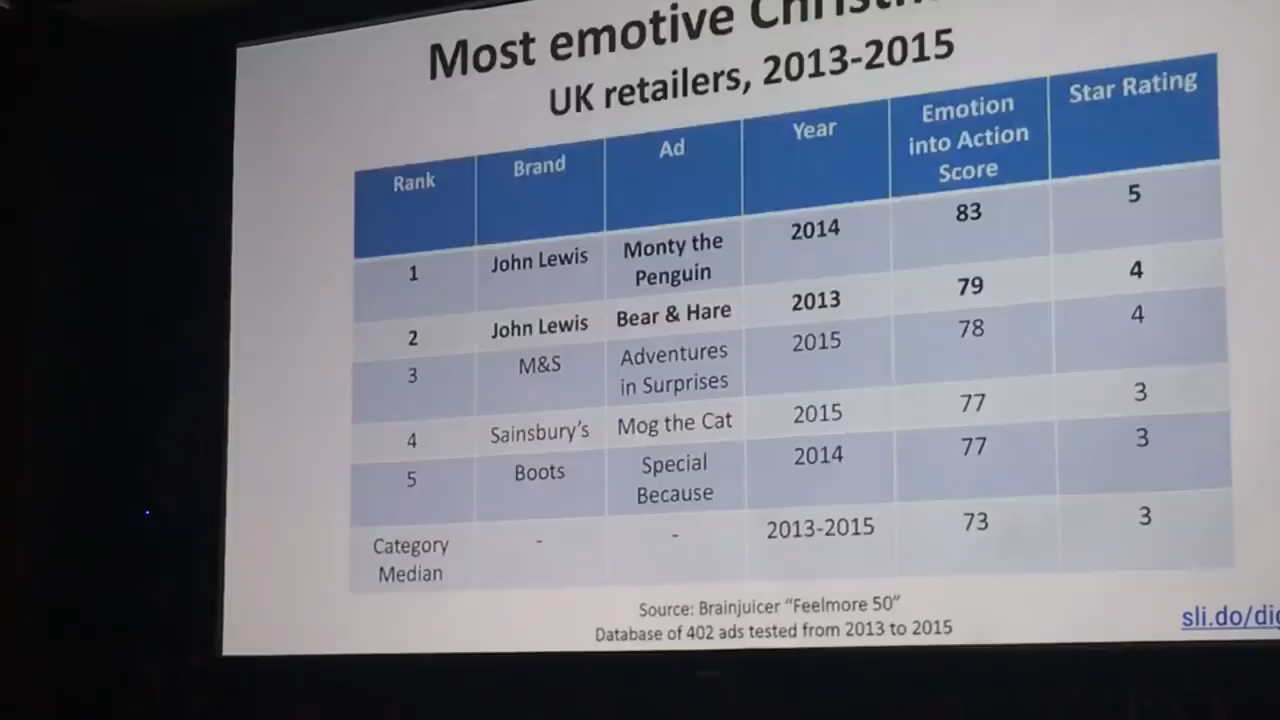 Most emotive
UK retailers, 2013-2015
Rank Brand Ad Year Emotion into Action Score Star Rating
1 John Lewis Monty the Penguin 2014 83 5
2 John Lewis Bear & Hare 2013 79 4
3 M&S Adventures in Surprises 2015 78 4
4 Sainsbury's Mog the Cat 2015 77 3
5 Boots Special Because 2014 77 3
Category Median - - 2013-2015 73 3
Source: Brainjuicer "Feelmore 50"
Database of 402 ads tested from 2013 to 2015